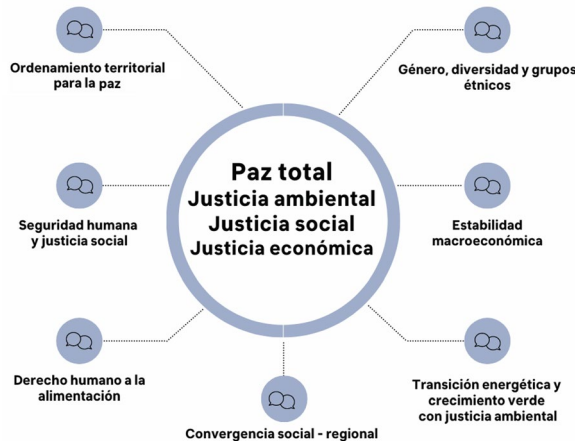 Ordenamiento territorial
para la paz
Género, diversidad y grupos
étnicos
Paz total
Justicia ambiental
Justicia social
Justicia económica
Seguridad humana
y justicia social
Estabilidad
macroeconómica
Derecho humano a la
alimentación
Convergencia social - regional
Transición energética y
crecimiento verde
con justicia ambiental